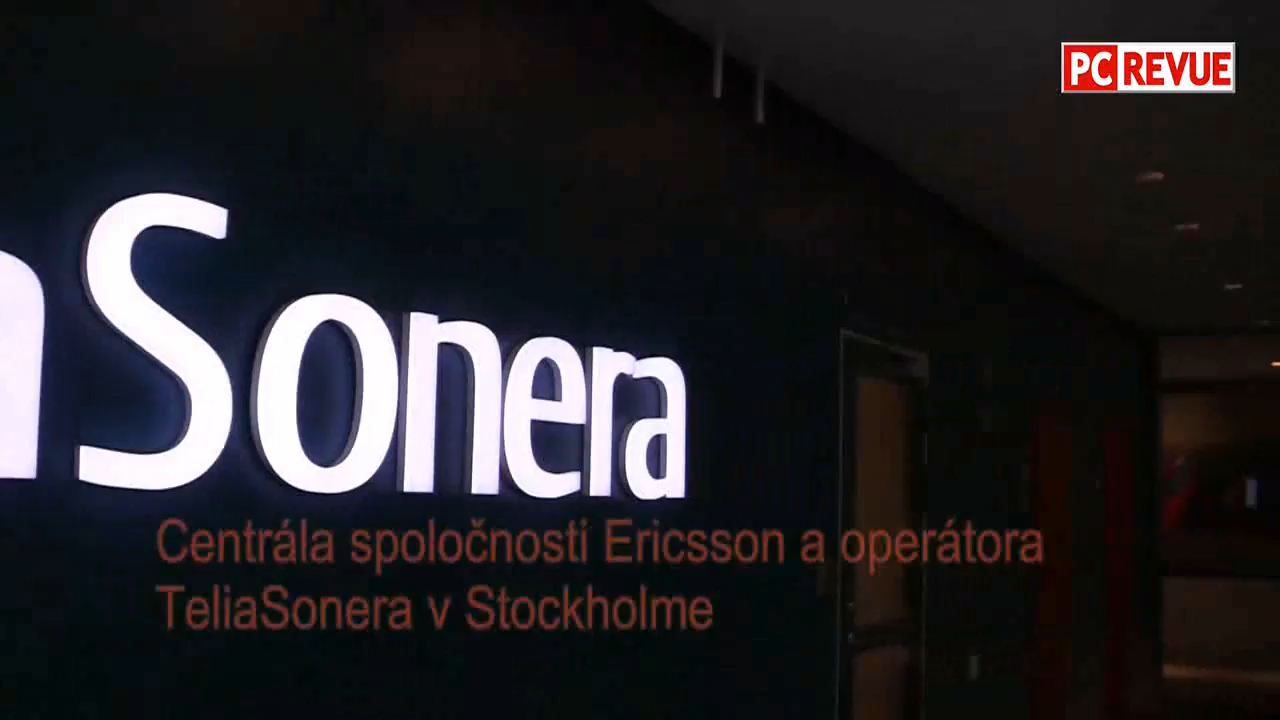 PC REVUE
aSonera
Centrála spoločnosti Ericsson a operátora
TeliaSonera v Stockholme